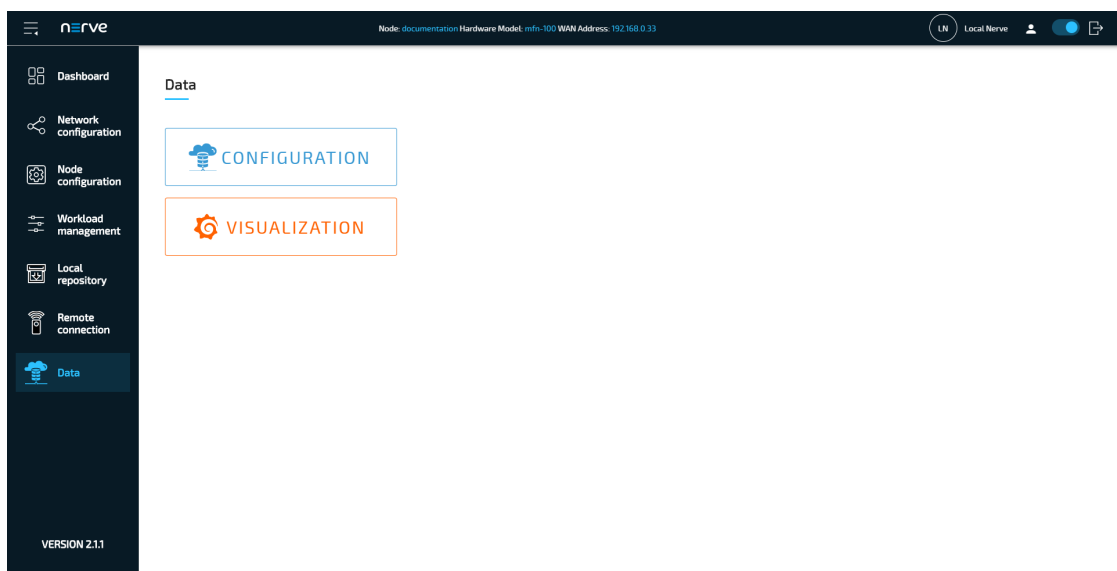 nerve
Node: documentation Hardware Model: mfn-100 WAN Address: 192.168.0.33
LN
Local Nerve
Dashboard
Network
configuration
Node
configuration
Workload
management
Local
repository
Remote
connection
Data
VERSION 2.1.1
Data
CONFIGURATION
VISUALIZATION